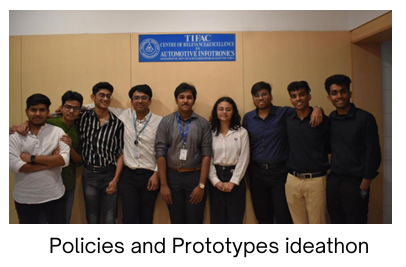 TIFAC
CENTRE OF RELEVANCE & EXCELLENCE
IN
AUTOMOTIVE INFOTRONICS
Policies and Prototypes ideathon